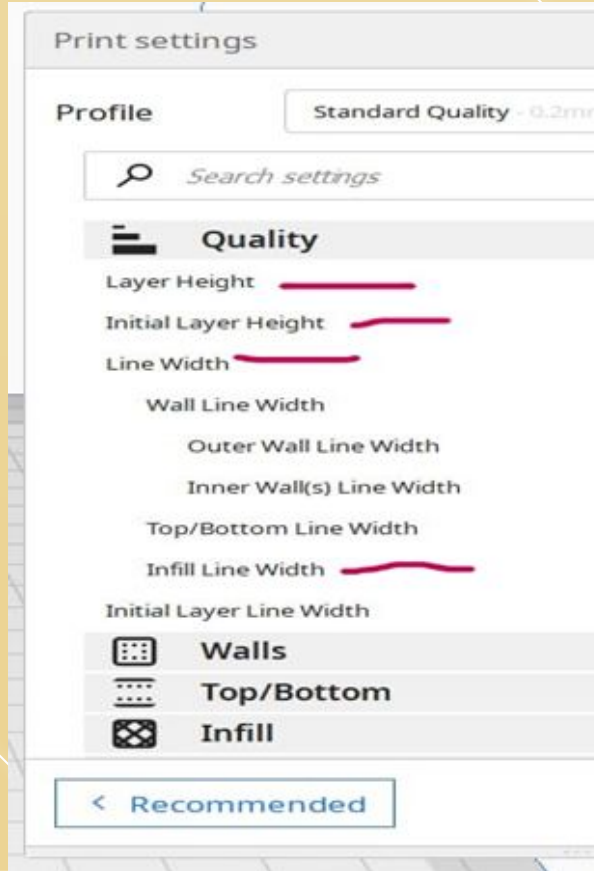 Print settings
Profile
Standard Quality - 0.2mm
Search settings
Quality
Layer Height
Initial Layer Height
Line Width
Wall Line Width
Outer Wall Line Width
Inner Wall(s) Line Width
Top/Bottom Line Width
Infill Line Width
Initial Layer Line Width
Walls
Top/Bottom
Infill
< Recommended